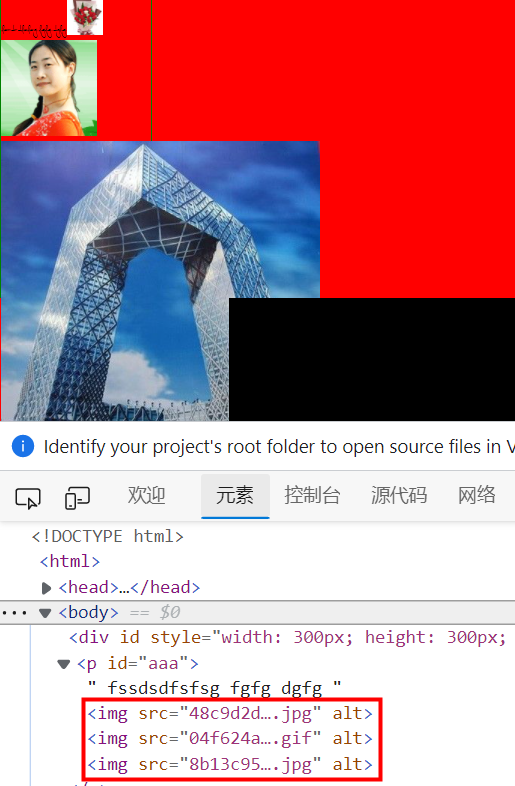 Identify your project's root folder to open source files in V
欢迎 元素 控制台 源代码 网络
<!DOCTYPE html>
<html>
▶ <head>…</head>
··· ▼ <body> == $0
<div id style="width: 300px; height: 300px;
▼ <p id="aaa">
" fssdsdfsfsg fgfg dgfg "
<img src="48c9d2d….jpg" alt>
<img src="04f624a….gif" alt>
<img src="8b13c95….jpg" alt>